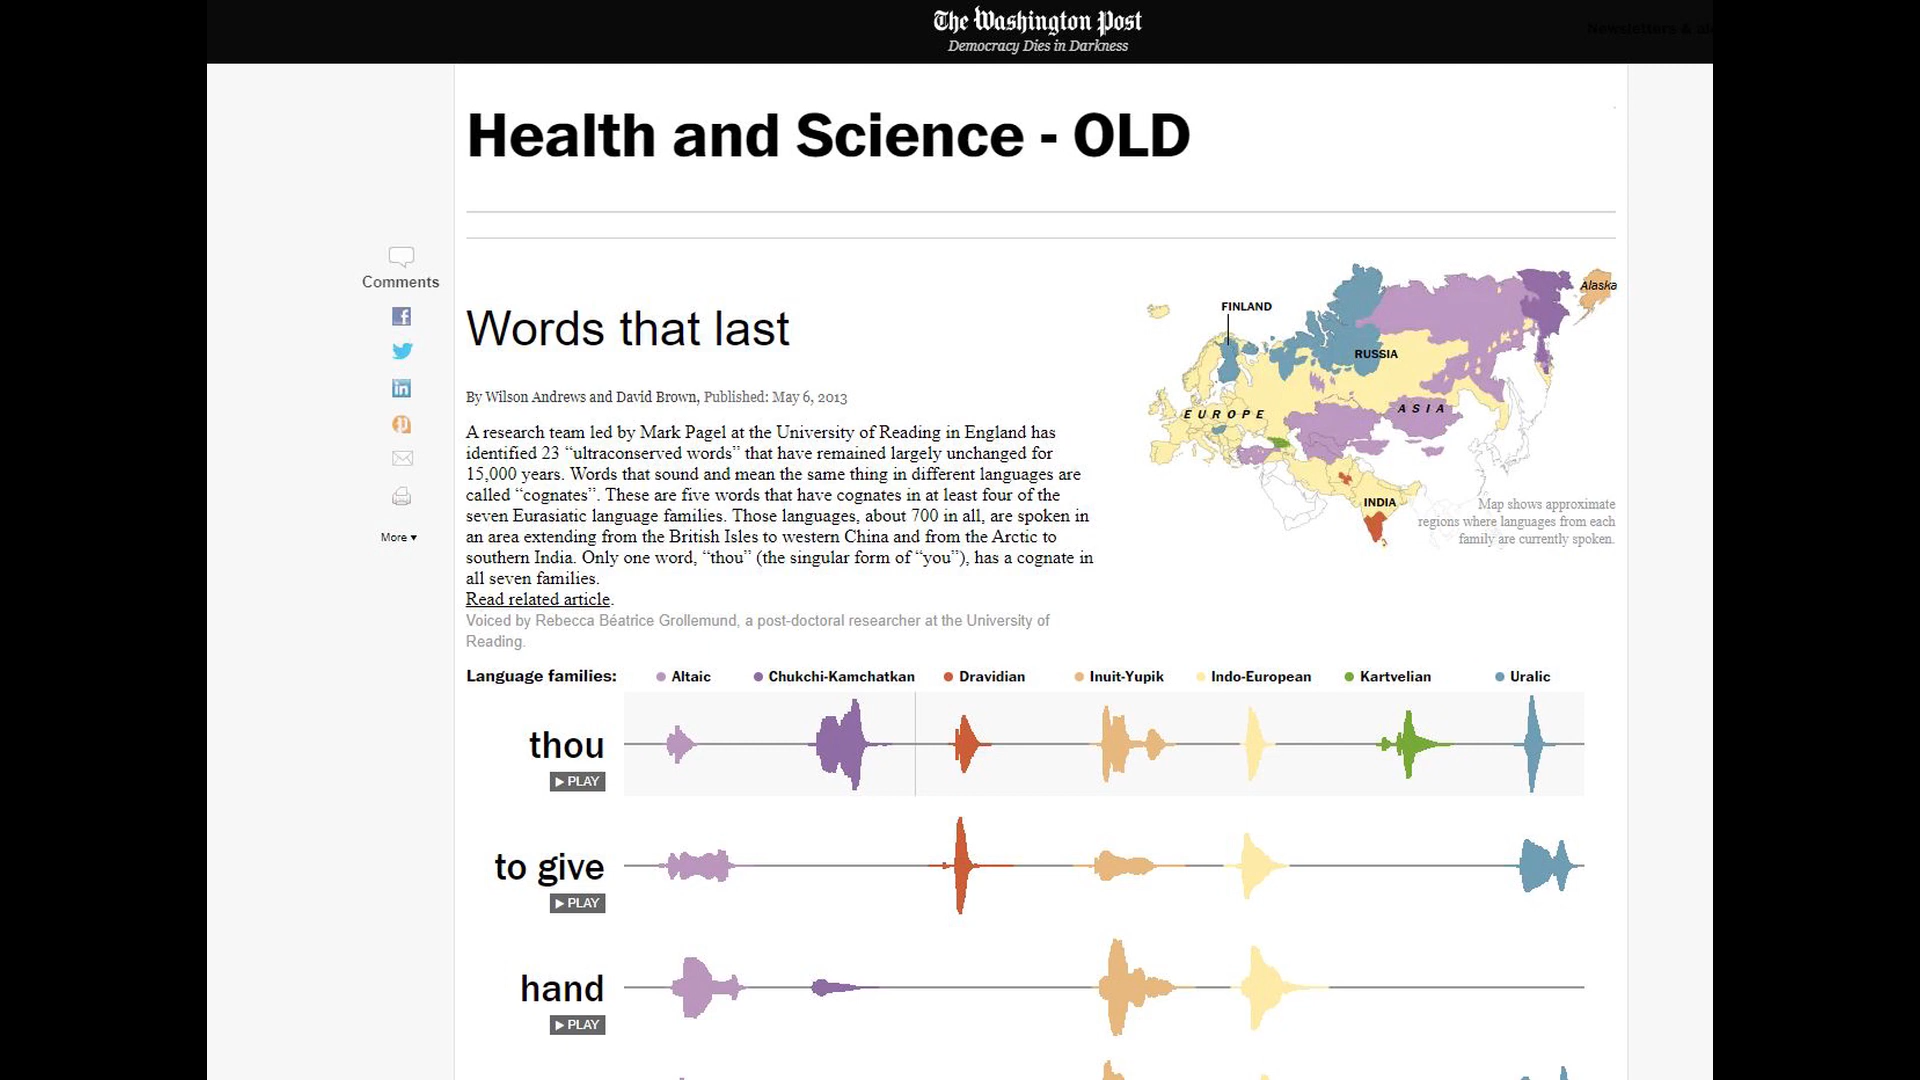 The Washington Post
Democracy Dies in Darkness
Newsletters & al
Health and Science - OLD
Comments
More ▾
Words that last
By Wilson Andrews and David Brown, Published: May 6, 2013
A research team led by Mark Pagel at the University of Reading in England has
identified 23 “ultraconserved words” that have remained largely unchanged for
15,000 years. Words that sound and mean the same thing in different languages are
called “cognates”. These are five words that have cognates in at least four of the
seven Eurasiatic language families. Those languages, about 700 in all, are spoken in
an area extending from the British Isles to western China and from the Arctic to
southern India. Only one word, “thou” (the singular form of “you”), has a cognate in
all seven families.
Read related article.
Voiced by Rebecca Béatrice Grollemund, a post-doctoral researcher at the University of
Reading.
Alaska
FINLAND
RUSSIA
EUROPE
ASIA
INDIA
Map shows approximate
regions where languages from each
family are currently spoken.
Language families: Altaic Chukchi-Kamchatkan Dravidian Inuit-Yupik Indo-European Kartvelian Uralic
thou
PLAY
to give
PLAY
hand
PLAY